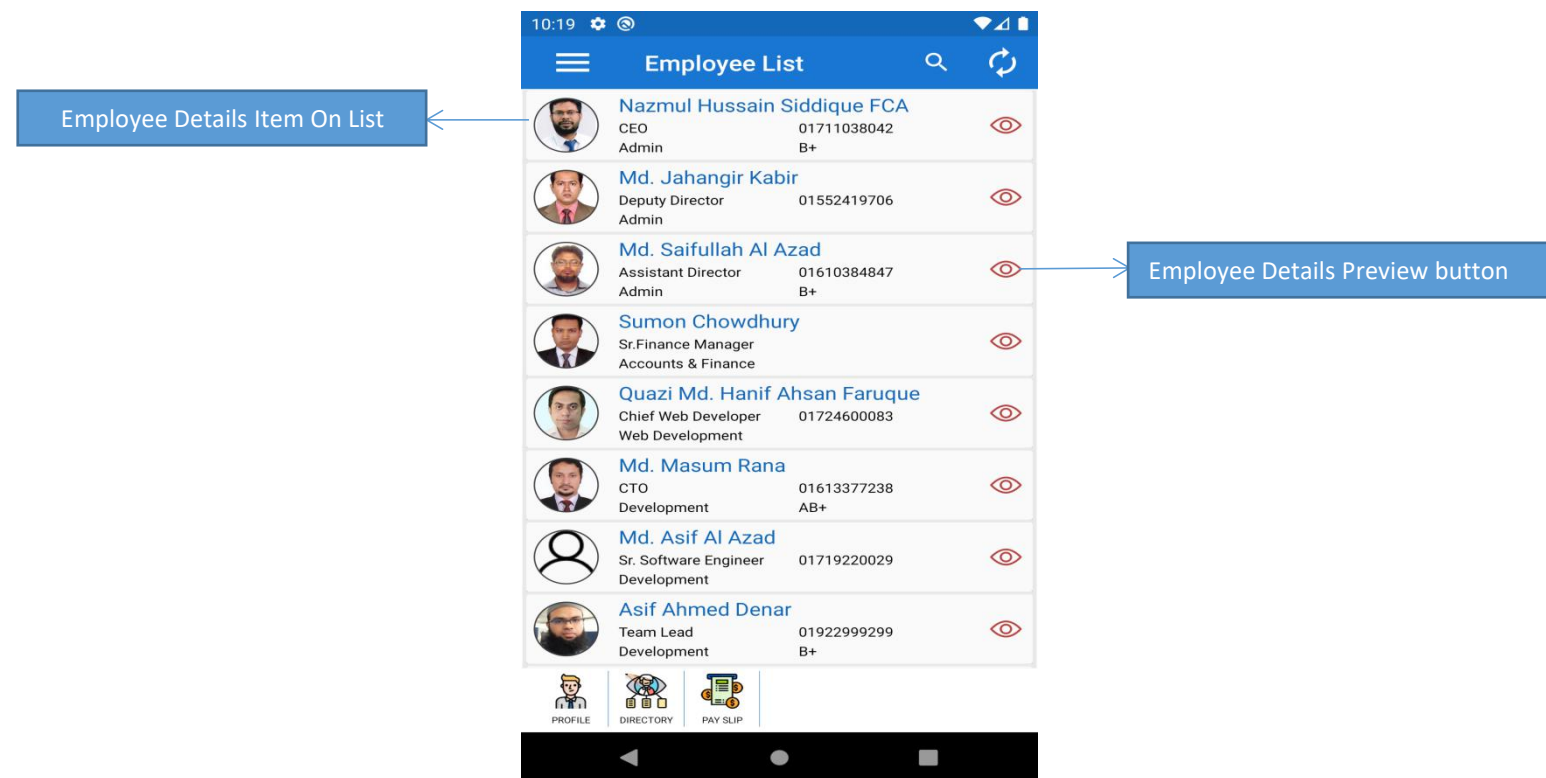 10:19
Employee List
Employee Details Item On List
Nazmul Hussain Siddique FCA
CEO 01711038042
Admin B+
Md. Jahangir Kabir
Deputy Director 01552419706
Admin
Md. Saifullah Al Azad
Assistant Director 01610384847
Admin B+
Employee Details Preview button
Sumon Chowdhury
Sr.Finance Manager
Accounts & Finance
Quazi Md. Hanif Ahsan Faruque
Chief Web Developer 01724600083
Web Development
Md. Masum Rana
CTO 01613377238
Development AB+
Md. Asif Al Azad
Sr. Software Engineer 01719220029
Development
Asif Ahmed Denar
Team Lead 01922999299
Development B+
PROFILE DIRECTORY PAY SLIP